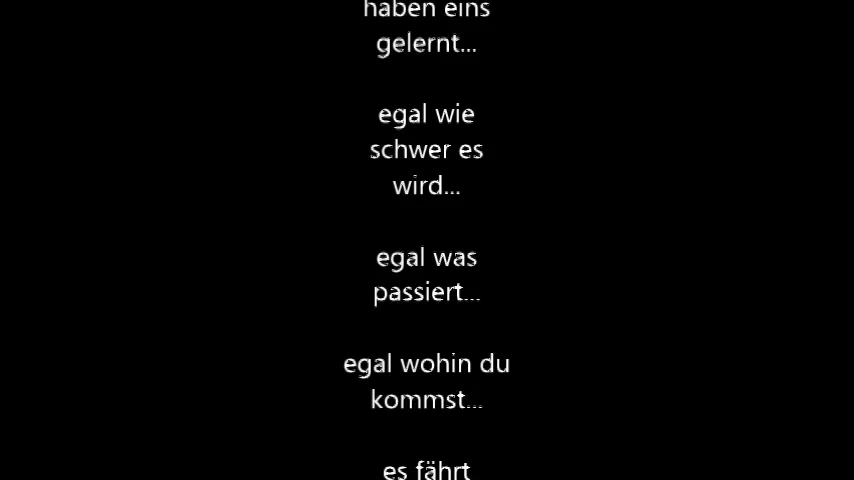 haben eins
gelernt...
egal wie
schwer es
wird...
egal was
passiert...
egal wohin du
kommst...
es fährt